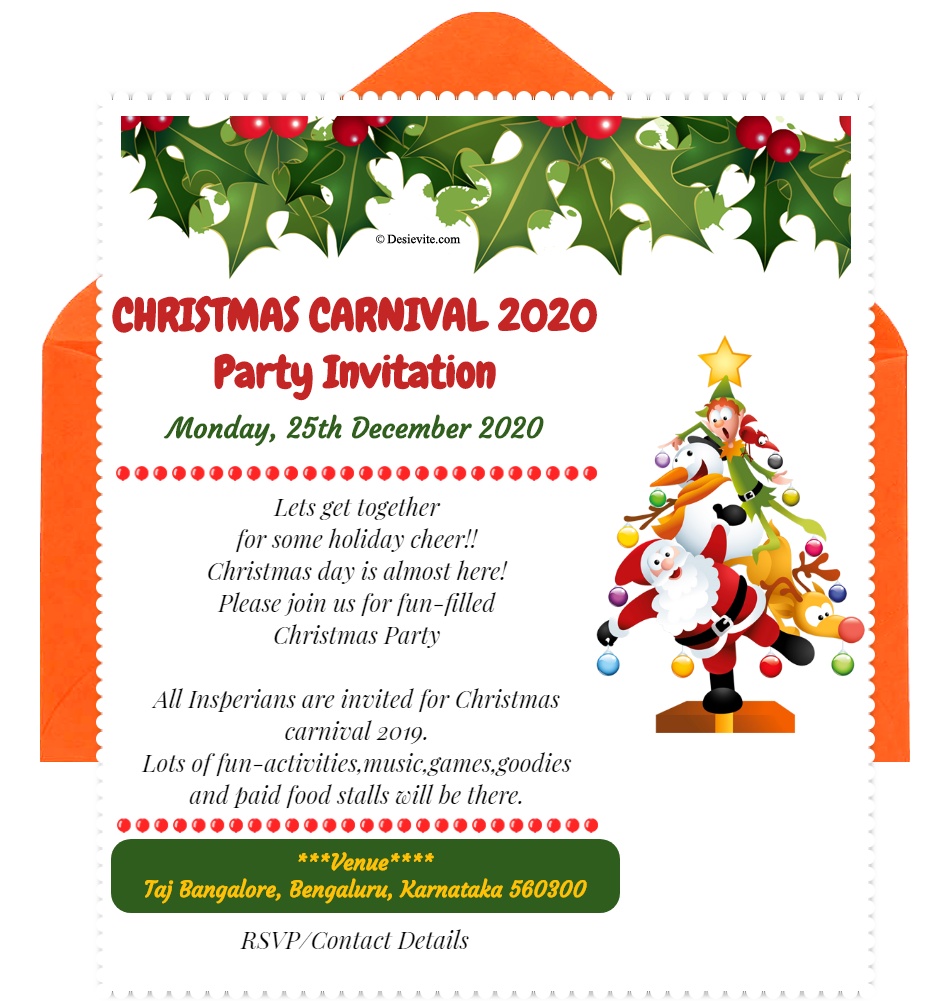 © Desievite.com
CHRISTMAS CARNIVAL 2020
Party Invitation
Monday, 25th December 2020
Lets get together
for some holiday cheer!!
Christmas day is almost here!
Please join us for fun-filled
Christmas Party
All Insperians are invited for Christmas
carnival 2019.
Lots of fun-activities,music,games,goodies
and paid food stalls will be there.
***Venue****
Taj Bangalore, Bengaluru, Karnataka 560300
RSVP/Contact Details